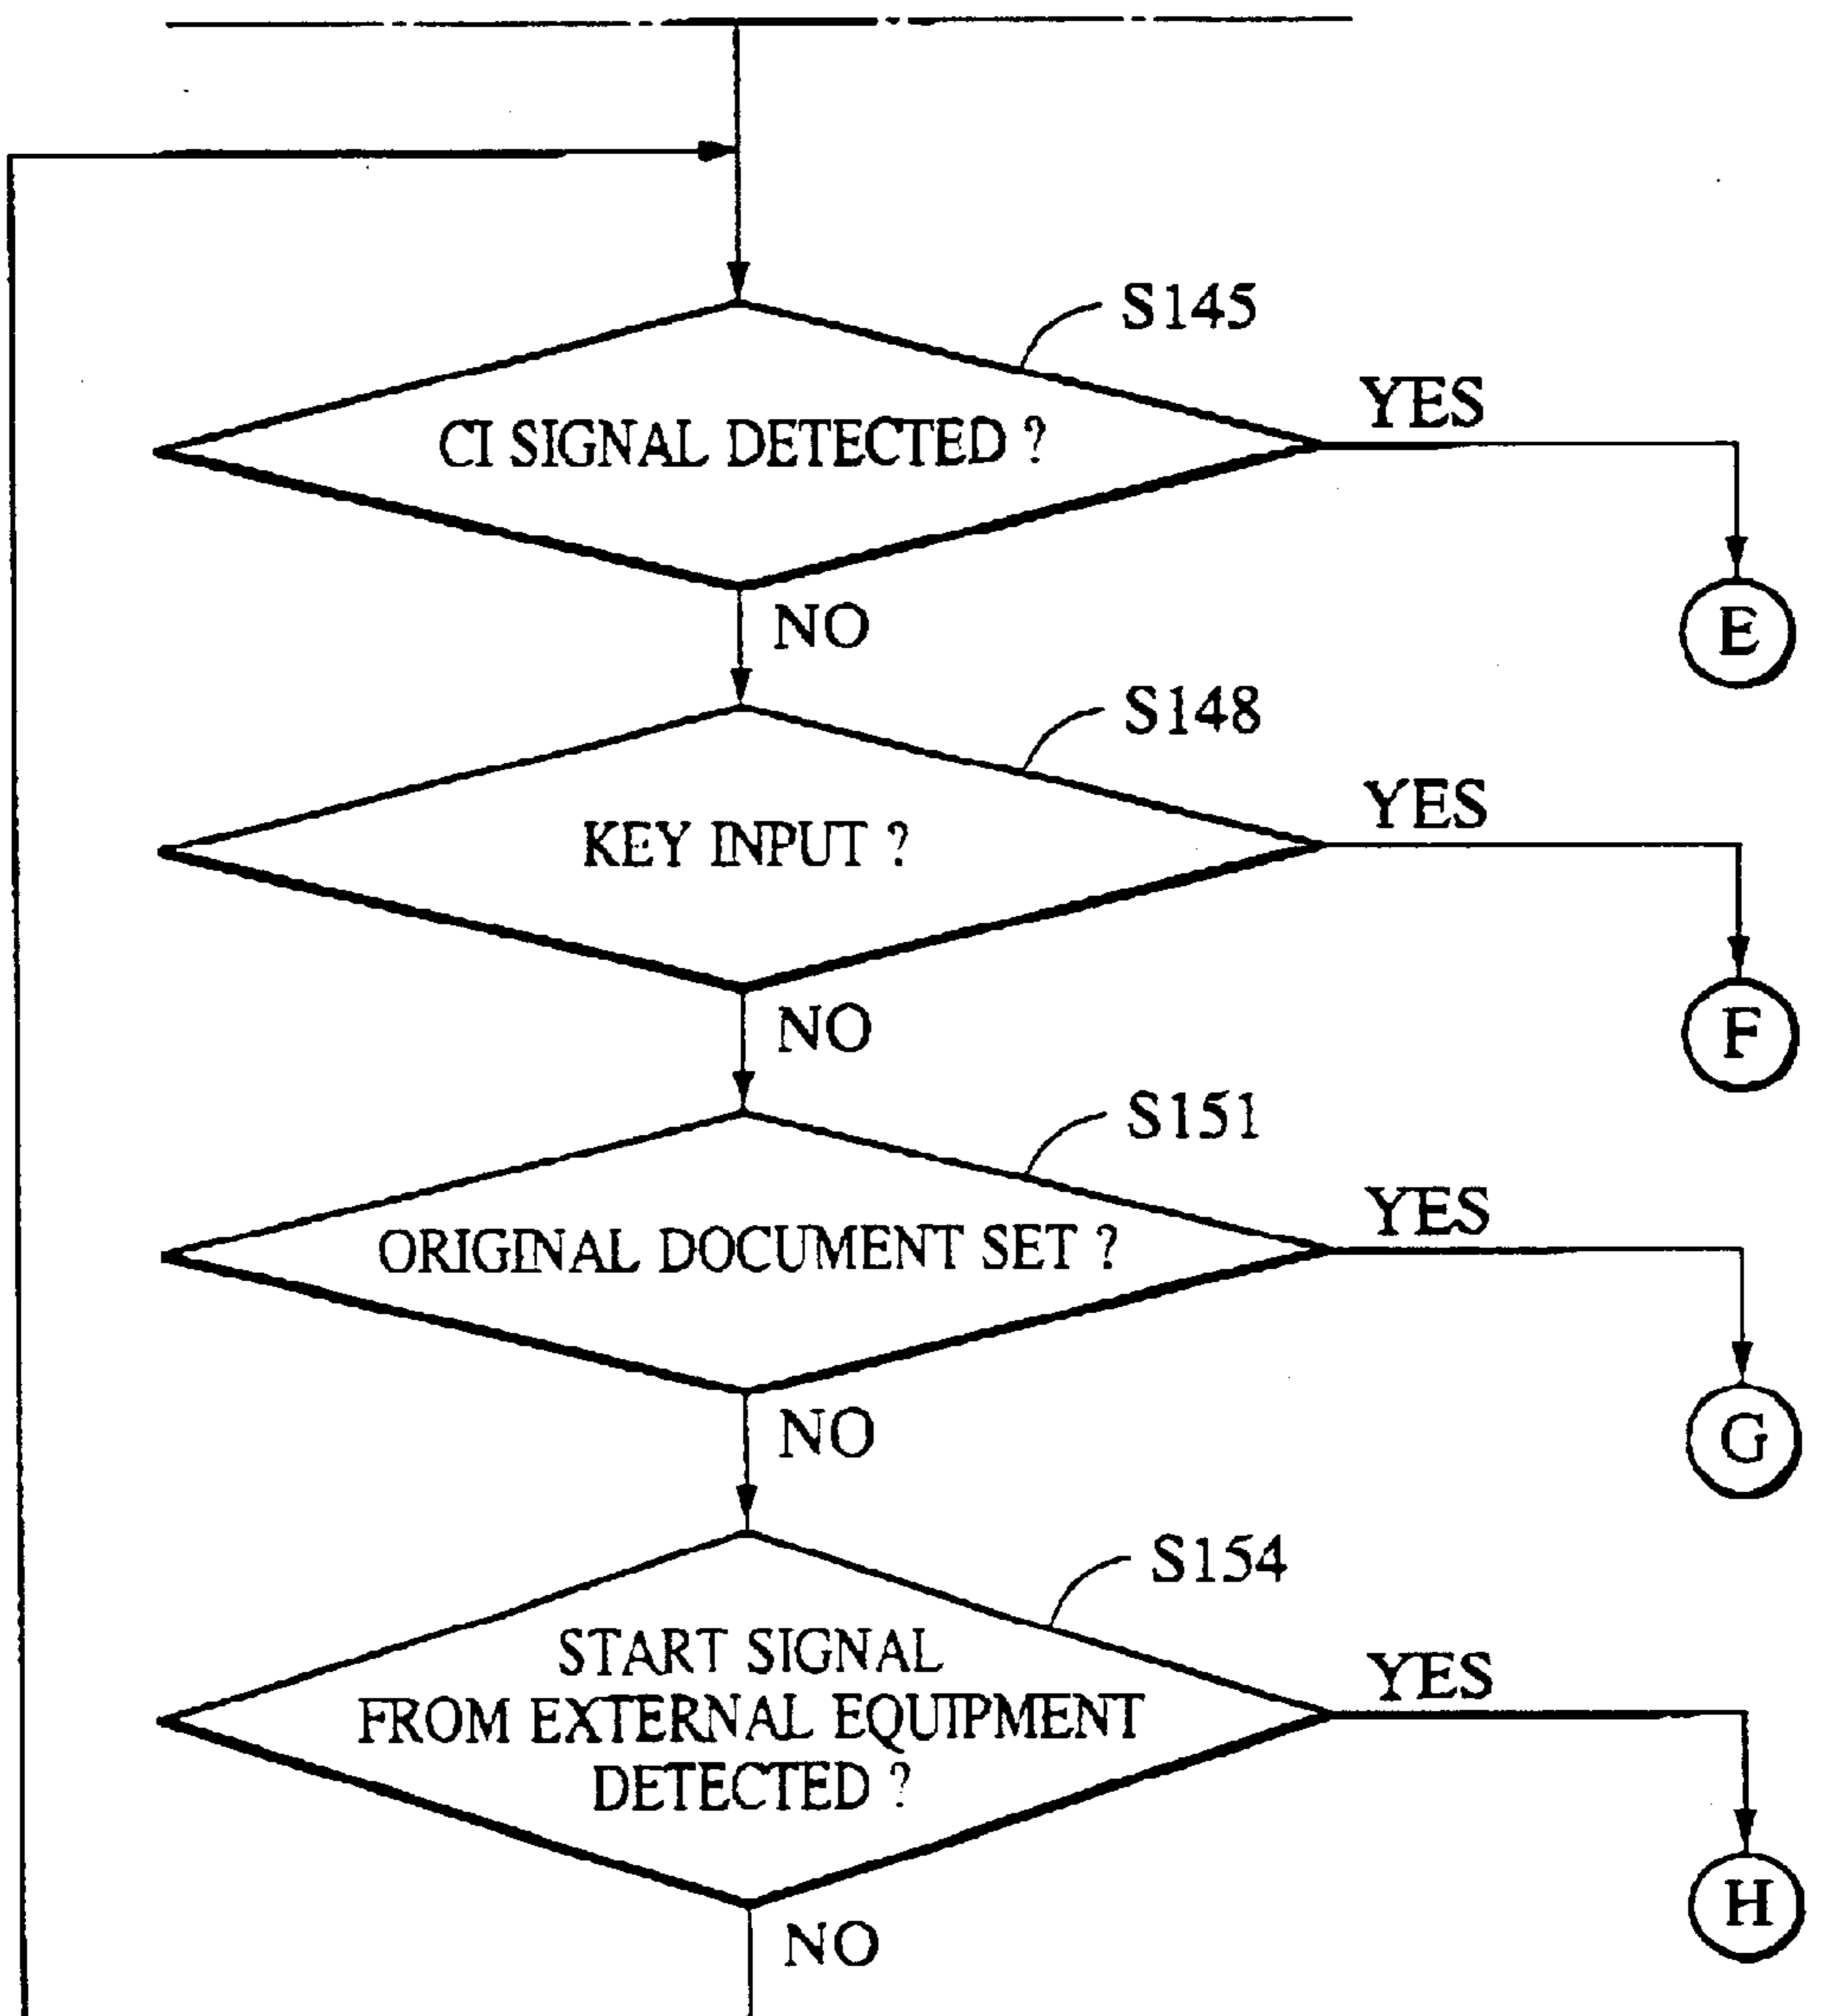 S145
CI SIGNAL DETECTED ?
YES
E
NO
S148
KEY INPUT ?
YES
F
NO
S151
ORIGINAL DOCUMENT SET ?
YES
G
NO
S154
START SIGNAL
FROM EXTERNAL EQUIPMENT
DETECTED ?
YES
H
NO